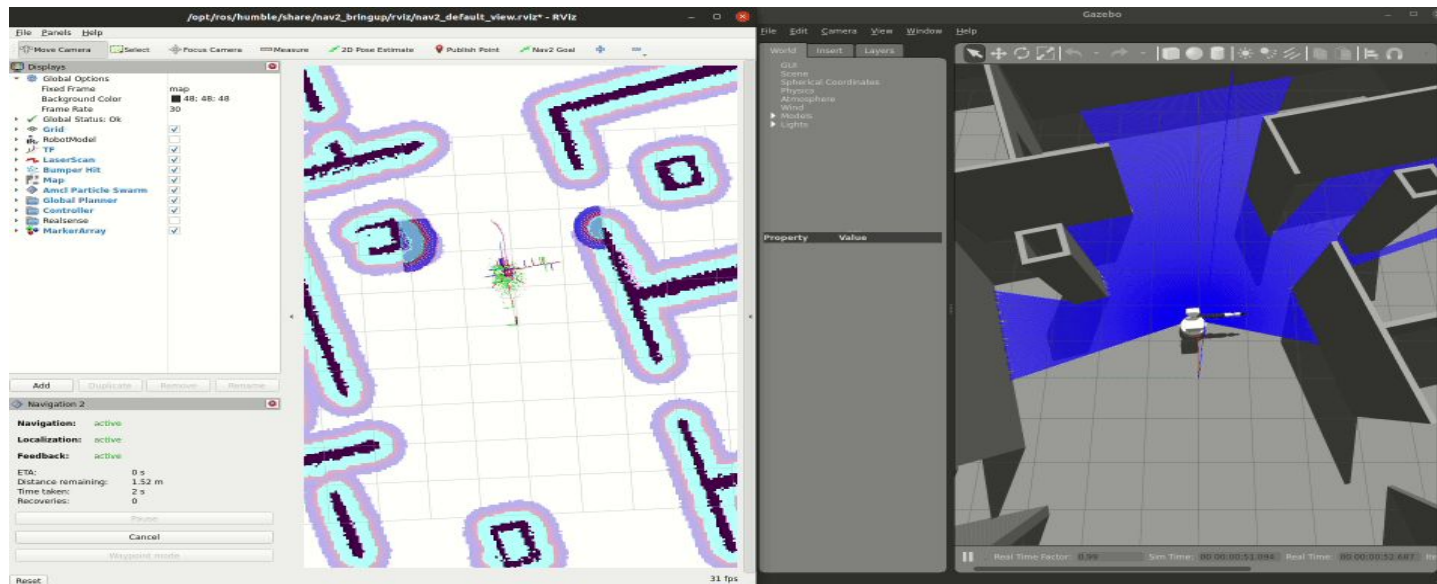 /opt/ros/humble/share/nav2_bringup/rviz/nav2_default_view.rviz* - RViz
File Panels Help
Move Camera Select Focus Camera Measure 2D Pose Estimate Publish Point Nav2 Goal
Displays
Global Options
Fixed Frame map
Background Color 48; 48; 48
Frame Rate 30
Global Status: Ok
Grid
RobotModel
TF
LaserScan
Bumper Hit
Map
Amcl Particle Swarm
Global Planner
Controller
Realsense
MarkerArray
Add Duplicate Remove Rename
Navigation 2
Navigation: active
Localization: active
Feedback: active
ETA: 0 s
Distance remaining: 1.52 m
Time taken: 2 s
Recoveries: 0
Pause
Cancel
Waypoint mode
Reset
31 fps
Gazebo
File Edit Camera View Window Help
World Insert Layers
GUI
Scene
Spherical Coordinates
Physics
Atmosphere
Wind
Models
Lights
Property Value
Real Time Factor: 0.99 Sim Time: 00 00:00:51.094 Real Time: 00 00:00:52.687